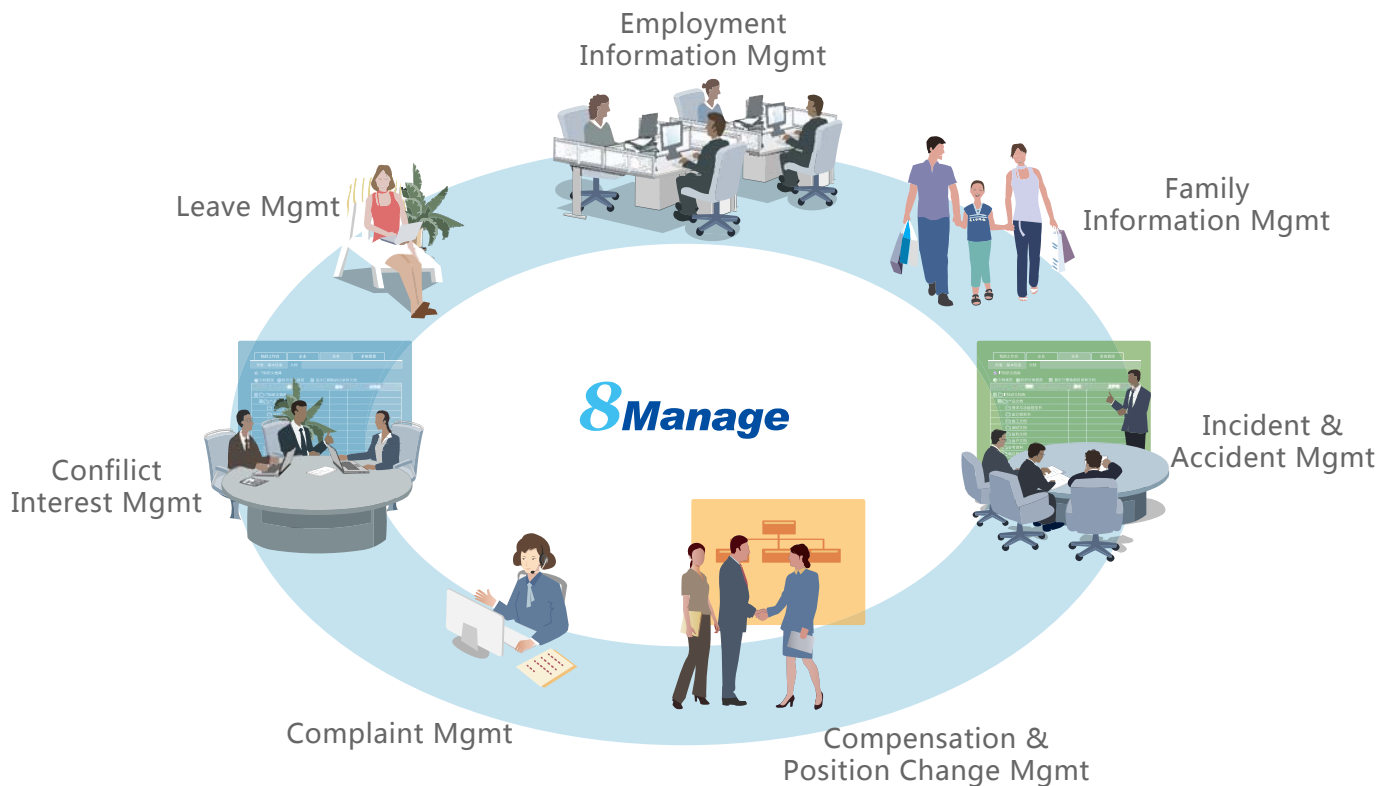 Employment
Information Mgmt
Leave Mgmt
Family
Information Mgmt
8Manage
Incident &
Accident Mgmt
Confilict
Interest Mgmt
Complaint Mgmt
Compensation &
Position Change Mgmt